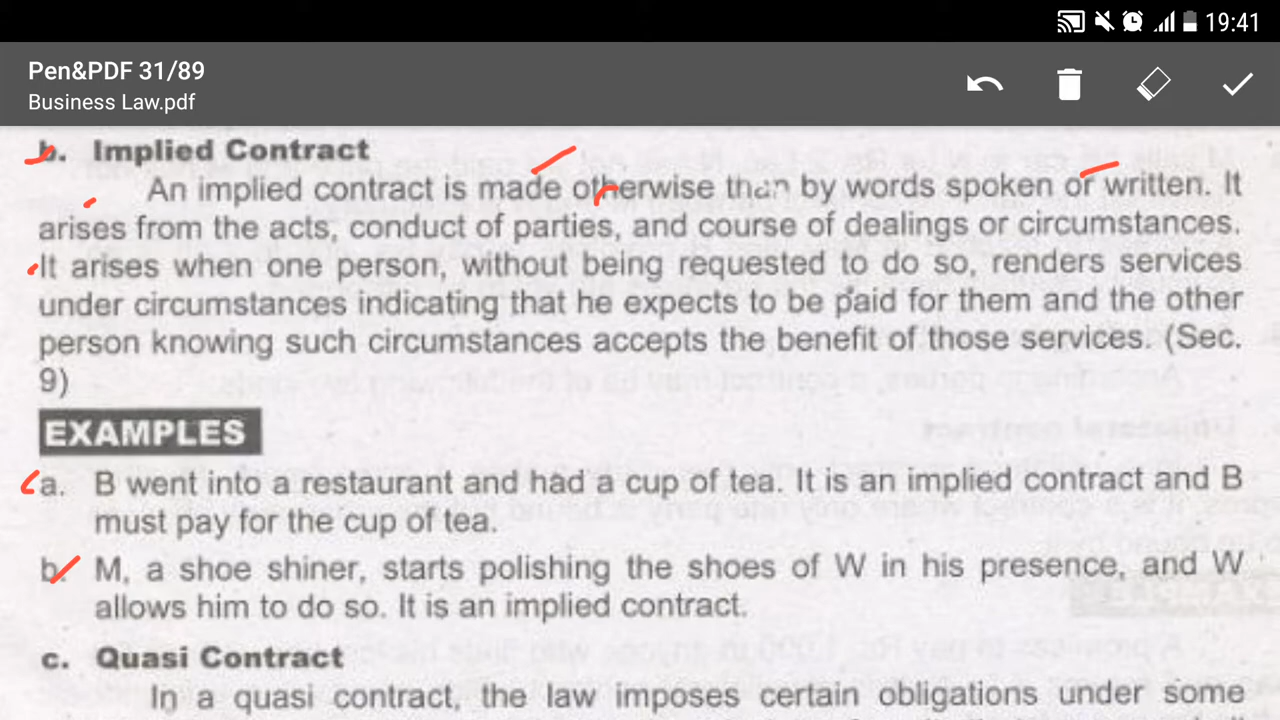 19:41
Pen&PDF 31/89
Business Law.pdf
b. Implied Contract
An implied contract is made otherwise than by words spoken or written. It
arises from the acts, conduct of parties, and course of dealings or circumstances.
It arises when one person, without being requested to do so, renders services
under circumstances indicating that he expects to be paid for them and the other
person knowing such circumstances accepts the benefit of those services. (Sec.
9)
EXAMPLES
a. B went into a restaurant and had a cup of tea. It is an implied contract and B
must pay for the cup of tea.
b. M, a shoe shiner, starts polishing the shoes of W in his presence, and W
allows him to do so. It is an implied contract.
c. Quasi Contract
In a quasi contract, the law imposes certain obligations under some